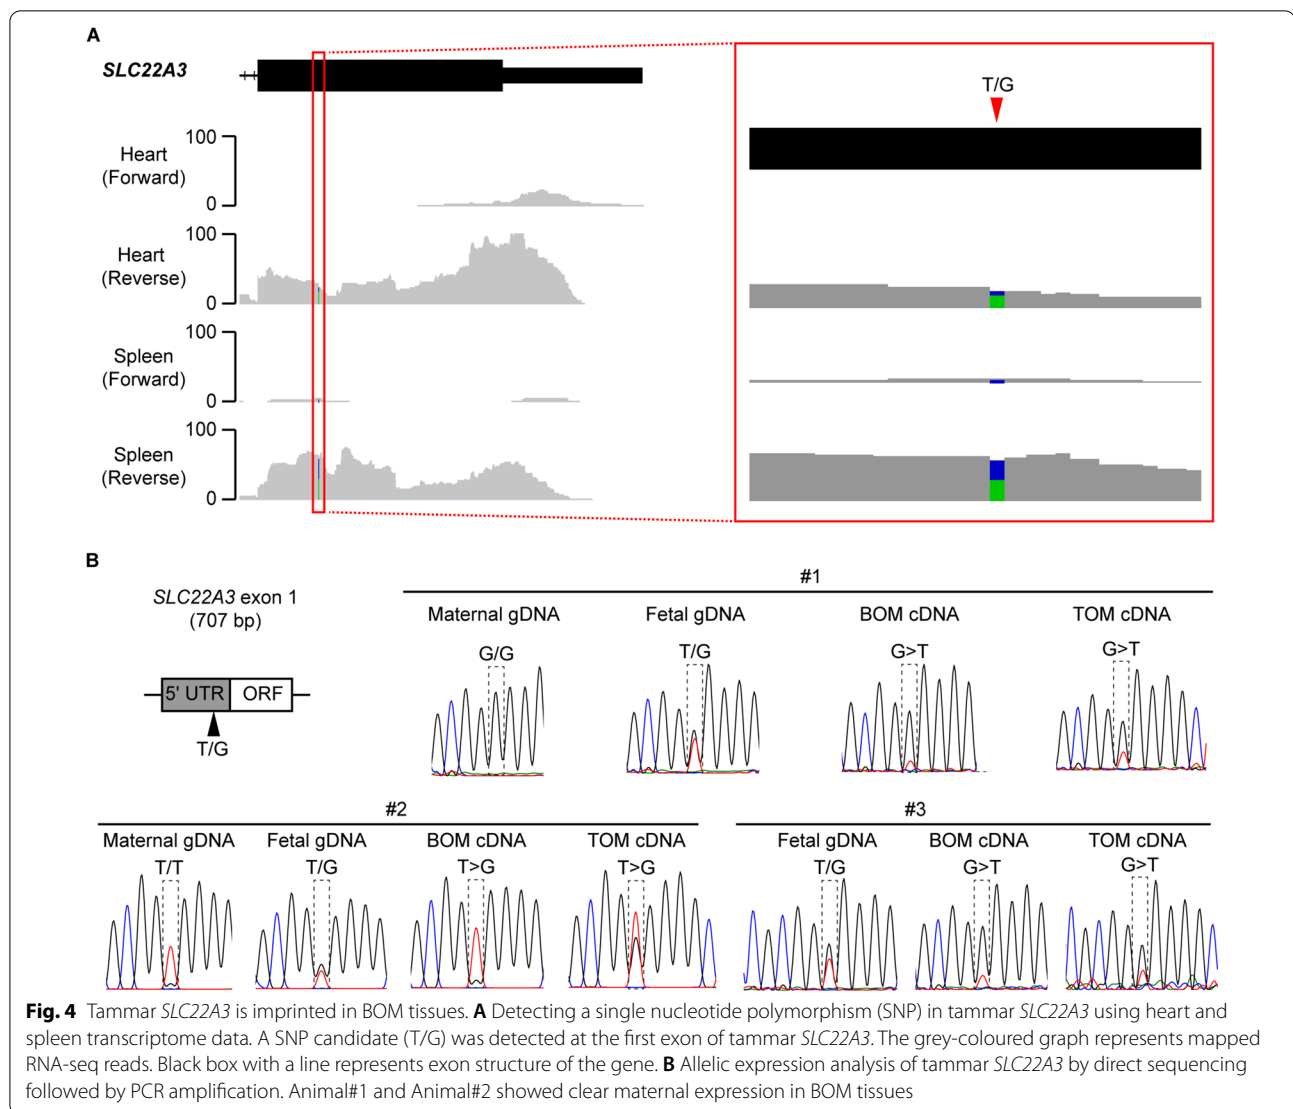 A
SLC22A3
T/G
100
Heart
(Forward)
0
100
Heart
(Reverse)
0
100
Spleen
(Forward)
0
100
Spleen
(Reverse)
0
B
#1
SLC22A3 exon 1
(707 bp)
Maternal gDNA Fetal gDNA BOM cDNA TOM cDNA
G/G T/G G>T G>T
5' UTR ORF
T/G
#2 #3
Maternal gDNA Fetal gDNA BOM cDNA TOM cDNA Fetal gDNA BOM cDNA TOM cDNA
T/T T/G T>G T>G T/G G>T G>T
Fig. 4 Tammar SLC22A3 is imprinted in BOM tissues. A Detecting a single nucleotide polymorphism (SNP) in tammar SLC22A3 using heart and
spleen transcriptome data. A SNP candidate (T/G) was detected at the first exon of tammar SLC22A3. The grey-coloured graph represents mapped
RNA-seq reads. Black box with a line represents exon structure of the gene. B Allelic expression analysis of tammar SLC22A3 by direct sequencing
followed by PCR amplification. Animal#1 and Animal#2 showed clear maternal expression in BOM tissues